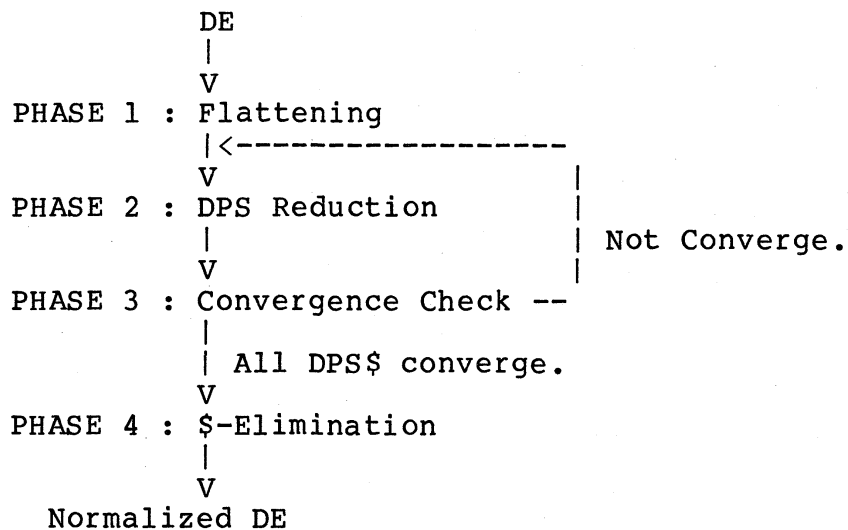 DE
|
V
PHASE 1 : Flattening
|<-------------------
V |
PHASE 2 : DPS Reduction |
| | Not Converge.
V |
PHASE 3 : Convergence Check --
|
| All DPS$ converge.
V
PHASE 4 : $-Elimination
|
V
Normalized DE